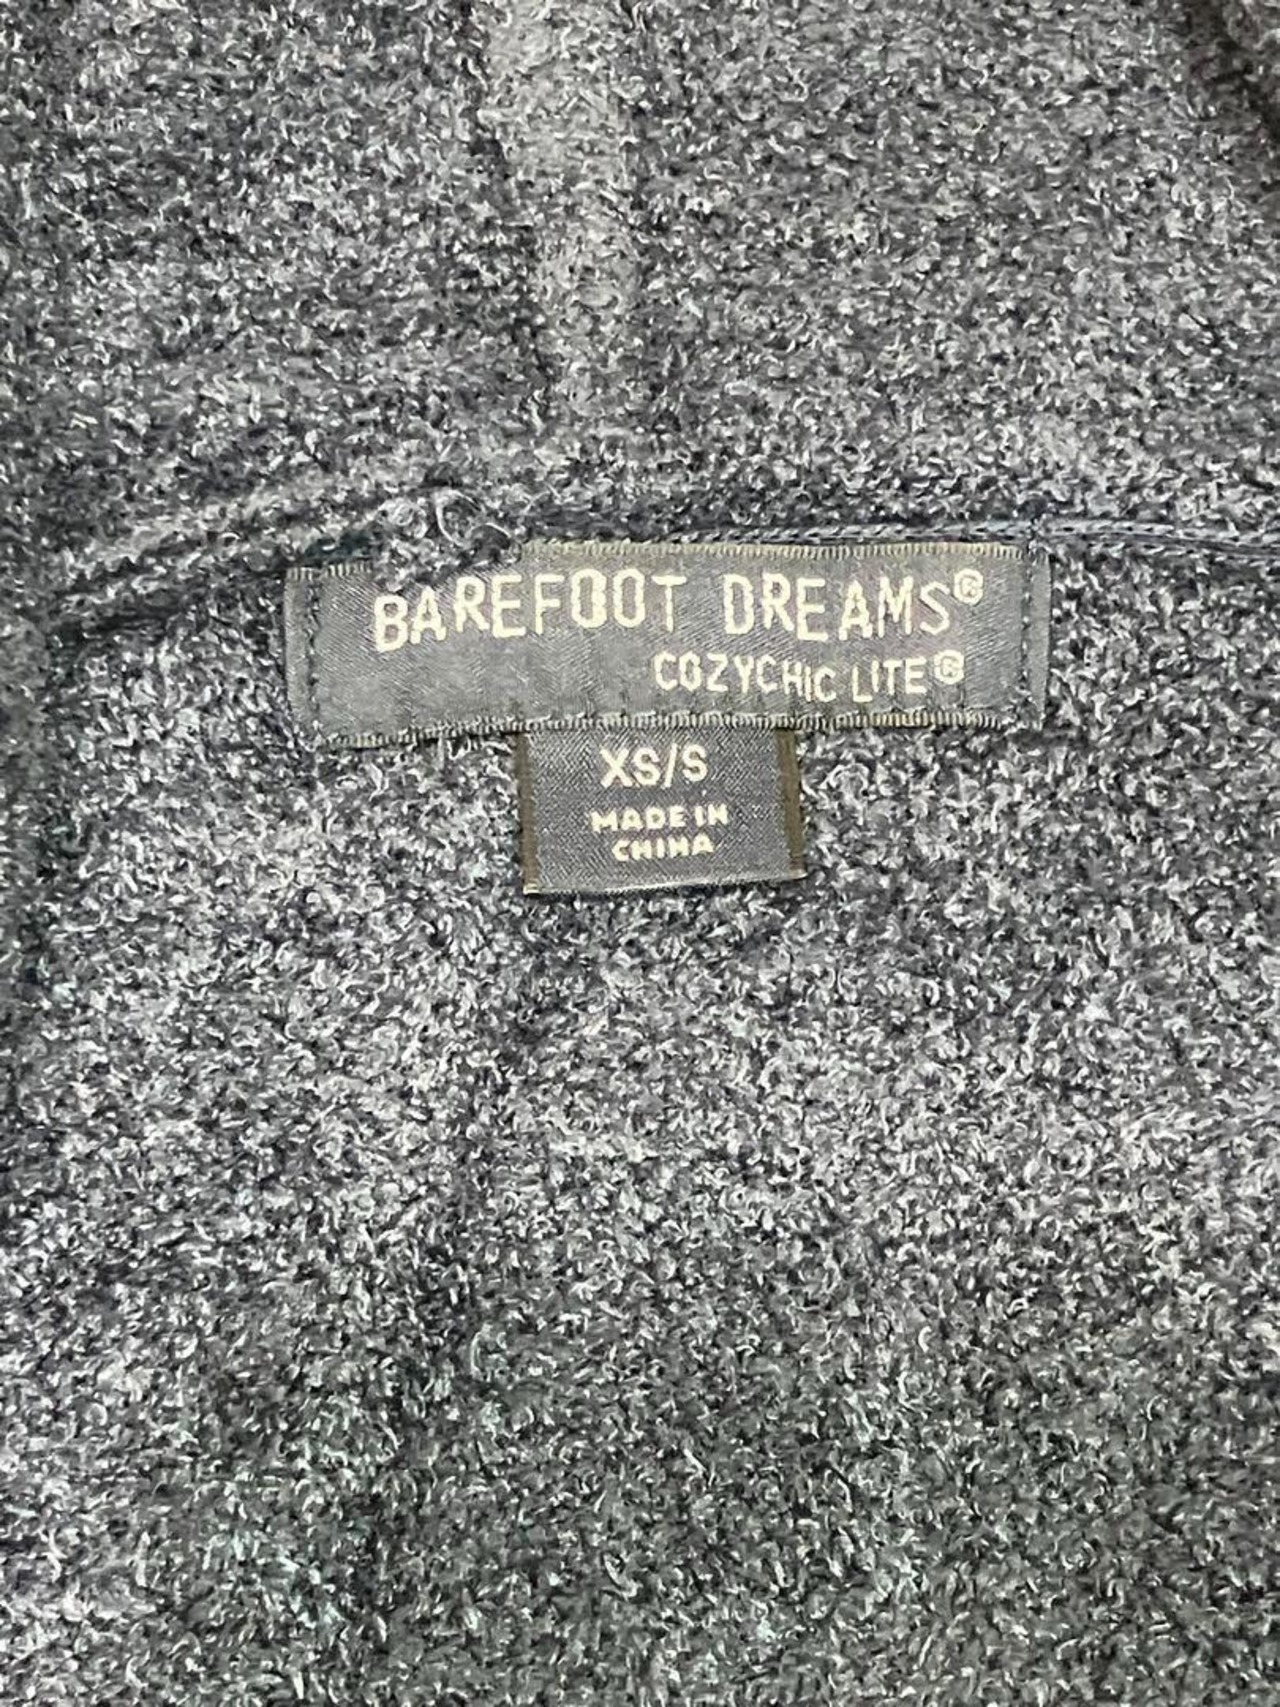 BAREFOOT DREAMS®
COZYCHIC LITE®
XS/S
MADE IN
CHINA